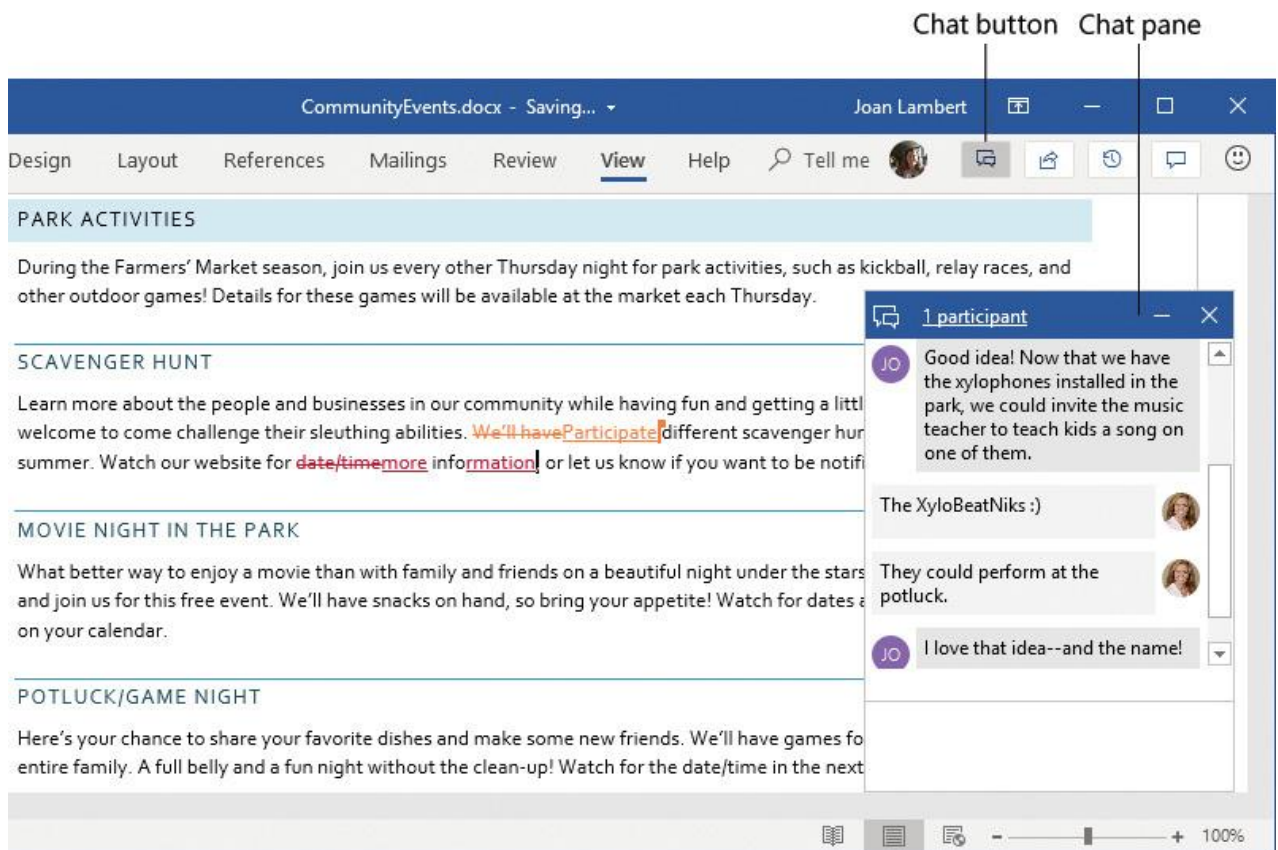 Chat button Chat pane
CommunityEvents.docx - Saving...
Joan Lambert
Design Layout References Mailings Review View Help Tell me
PARK ACTIVITIES
During the Farmers' Market season, join us every other Thursday night for park activities, such as kickball, relay races, and
other outdoor games! Details for these games will be available at the market each Thursday.
SCAVENGER HUNT
Learn more about the people and businesses in our community while having fun and getting a littl
welcome to come challenge their sleuthing abilities. We'll haveParticipate different scavenger hun
summer. Watch our website for date/timemore information, or let us know if you want to be notifi
MOVIE NIGHT IN THE PARK
What better way to enjoy a movie than with family and friends on a beautiful night under the stars
and join us for this free event. We'll have snacks on hand, so bring your appetite! Watch for dates a
on your calendar.
POTLUCK/GAME NIGHT
Here's your chance to share your favorite dishes and make some new friends. We'll have games fo
entire family. A full belly and a fun night without the clean-up! Watch for the date/time in the next
1 participant
JO
Good idea! Now that we have
the xylophones installed in the
park, we could invite the music
teacher to teach kids a song on
one of them.
The XyloBeatNiks :)
They could perform at the
potluck.
JO
I love that idea--and the name!
100%